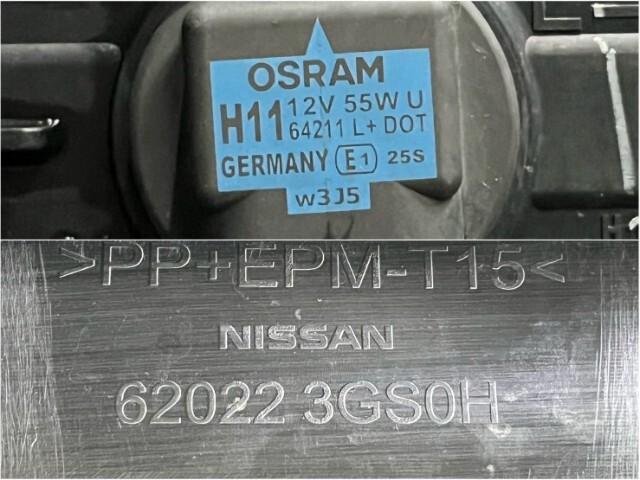 OSRAM
H11 12V 55W U
64211 L+ DOT
GERMANY E1 25S
W3J5
>PP+EPM-T15<
NISSAN
62022 3GS0H